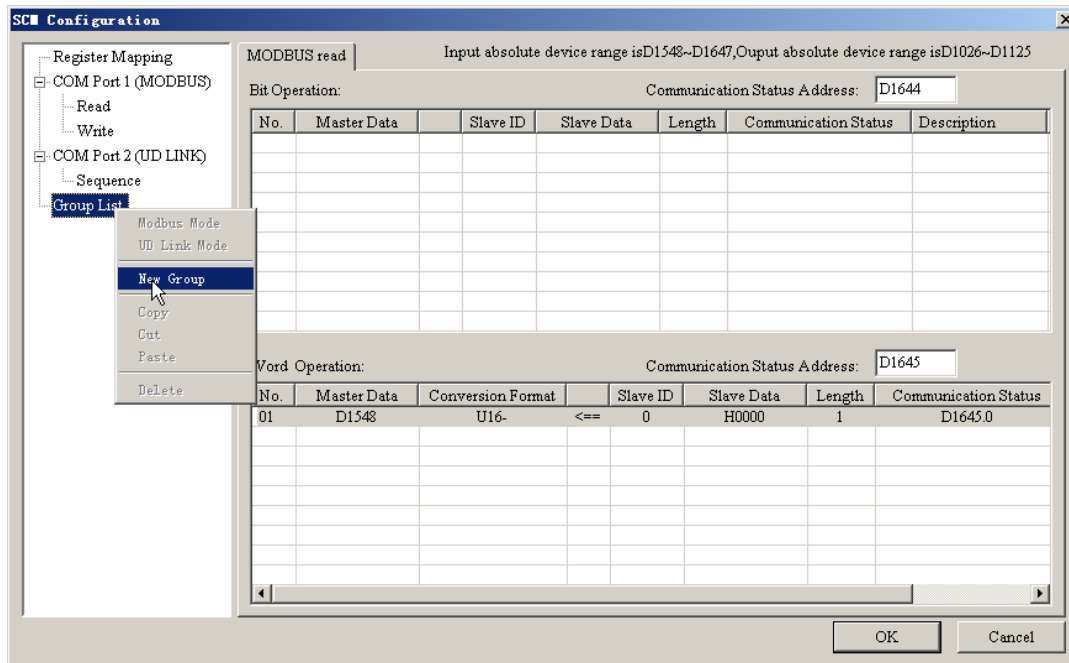 SCM Configuration
Register Mapping
COM Port 1 (MODBUS)
Read
Write
COM Port 2 (UD LINK)
Sequence
Group List
Modbus Mode
UD Link Mode
New Group
Copy
Cut
Paste
Delete
MODBUS read
Input absolute device range isD1548~D1647,Ouput absolute device range isD1026~D1125
Bit Operation: Communication Status Address: D1644
No. Master Data Slave ID Slave Data Length Communication Status Description
Word Operation: Communication Status Address: D1645
No. Master Data Conversion Format Slave ID Slave Data Length Communication Status
01 D1548 U16- <== 0 H0000 1 D1645.0
OK Cancel